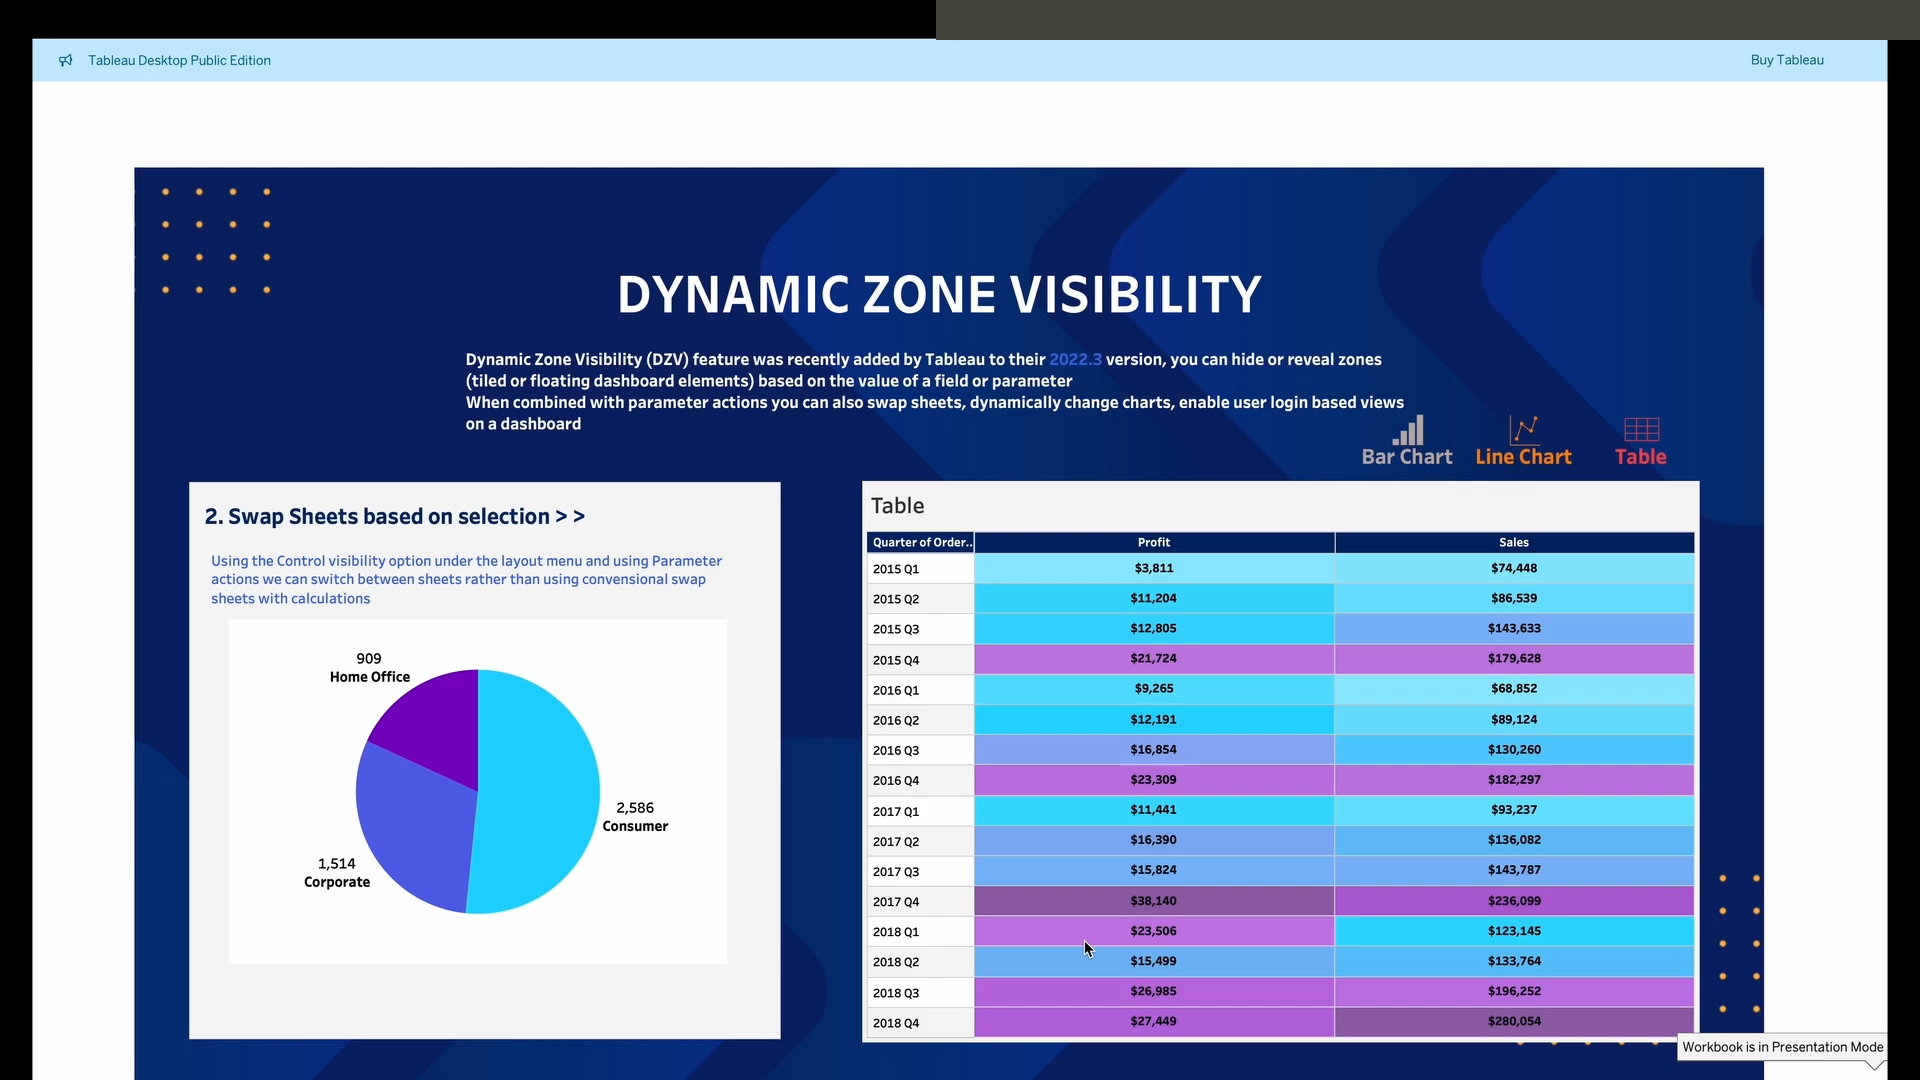 Tableau Desktop Public Edition
Buy Tableau
DYNAMIC ZONE VISIBILITY
Dynamic Zone Visibility (DZV) feature was recently added by Tableau to their 2022.3 version, you can hide or reveal zones
(tiled or floating dashboard elements) based on the value of a field or parameter
When combined with parameter actions you can also swap sheets, dynamically change charts, enable user login based views
on a dashboard
Bar Chart
Line Chart
Table
2. Swap Sheets based on selection > >
Using the Control visibility option under the layout menu and using Parameter
actions we can switch between sheets rather than using convensional swap
sheets with calculations
909
Home Office
2,586
Consumer
1,514
Corporate
Table
Quarter of Order.. Profit Sales
2015 Q1 $3,811 $74,448
2015 Q2 $11,204 $86,539
2015 Q3 $12,805 $143,633
2015 Q4 $21,724 $179,628
2016 Q1 $9,265 $68,852
2016 Q2 $12,191 $89,124
2016 Q3 $16,854 $130,260
2016 Q4 $23,309 $182,297
2017 Q1 $11,441 $93,237
2017 Q2 $16,390 $136,082
2017 Q3 $15,824 $143,787
2017 Q4 $38,140 $236,099
2018 Q1 $23,506 $123,145
2018 Q2 $15,499 $133,764
2018 Q3 $26,985 $196,252
2018 Q4 $27,449 $280,054
Workbook is in Presentation Mode